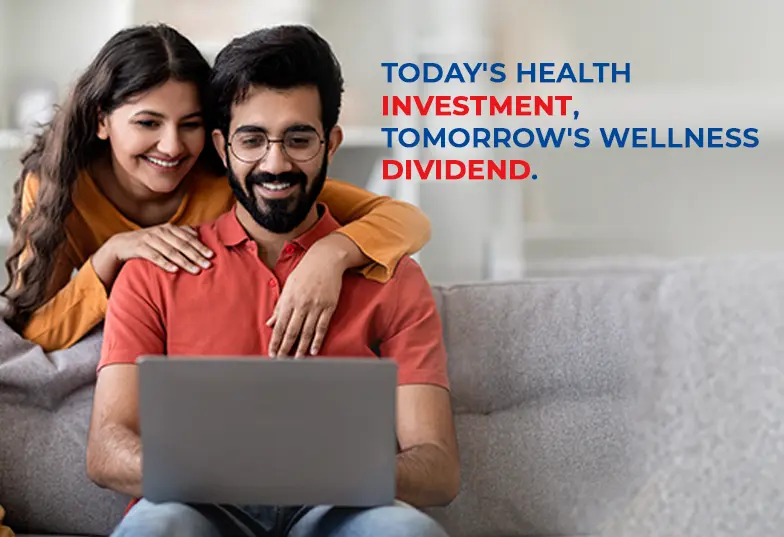 TODAY'S HEALTH
INVESTMENT,
TOMORROW'S WELLNESS
DIVIDEND.